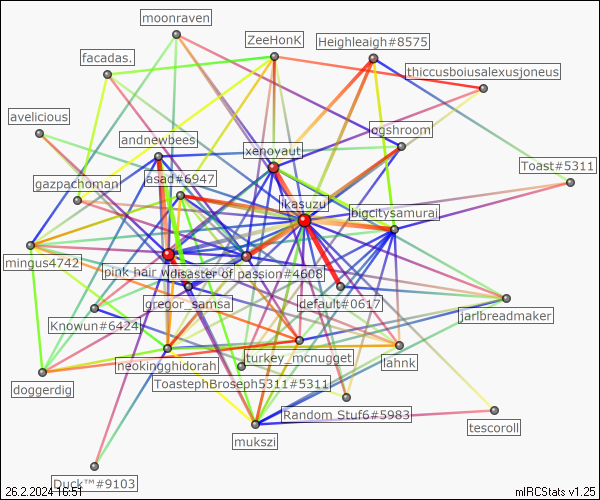 moonraven
ZeeHonK
Heighleaigh#8575
facadas.
thiccusboiusalexusjoneus
avelicious
ogshroom
andnewbees
xenoyaut
Toast#5311
asad#6947
gazpachoman
ikasuzu
bigcitysamurai
mingus4742
pink hair
disaster of passion#4608
gregor_samsa
default#0617
jarlbreadmaker
Knowun#6424
turkey_mcnugget
lahnk
neokingghidorah
doggerdig
ToastephBroseph5311#5311
Random Stuf6#5983
mukszi
tescoroll
Duck™#9103
26.2.2024 16:51
mIRCStats v1.25